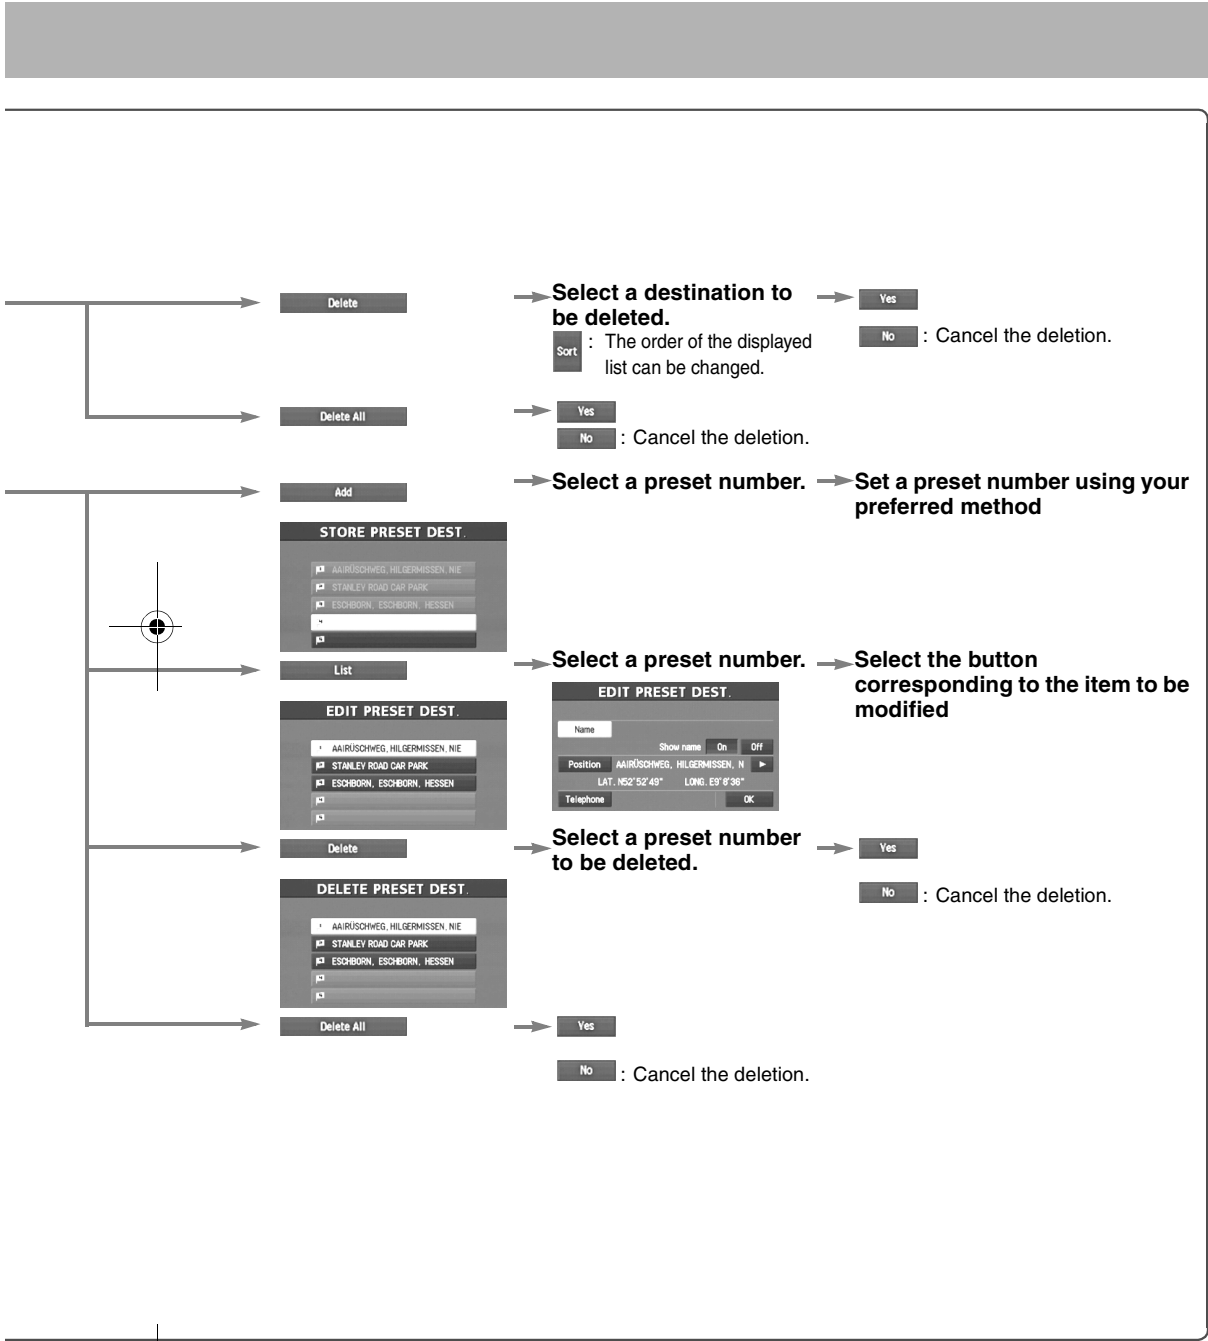 Delete
Select a destination to
be deleted.
Sort : The order of the displayed
list can be changed.
Yes
No : Cancel the deletion.
Delete All
Yes
No : Cancel the deletion.
Add
Select a preset number.
Set a preset number using your
preferred method
STORE PRESET DEST.
AAIRÜSCHWEG, HILGERMISSEN, NIE
STANLEY ROAD CAR PARK
ESCHBORN, ESCHBORN, HESSEN
List
Select a preset number.
Select the button
corresponding to the item to be
modified
EDIT PRESET DEST.
AAIRÜSCHWEG, HILGERMISSEN, NIE
STANLEY ROAD CAR PARK
ESCHBORN, ESCHBORN, HESSEN
EDIT PRESET DEST.
Name
Show name On Off
Position AAIRÜSCHWEG, HILGERMISSEN, N
LAT. N52°52'49" LONG. E9°8'36"
Telephone OK
Delete
Select a preset number
to be deleted.
Yes
No : Cancel the deletion.
DELETE PRESET DEST.
AAIRÜSCHWEG, HILGERMISSEN, NIE
STANLEY ROAD CAR PARK
ESCHBORN, ESCHBORN, HESSEN
Delete All
Yes
No : Cancel the deletion.